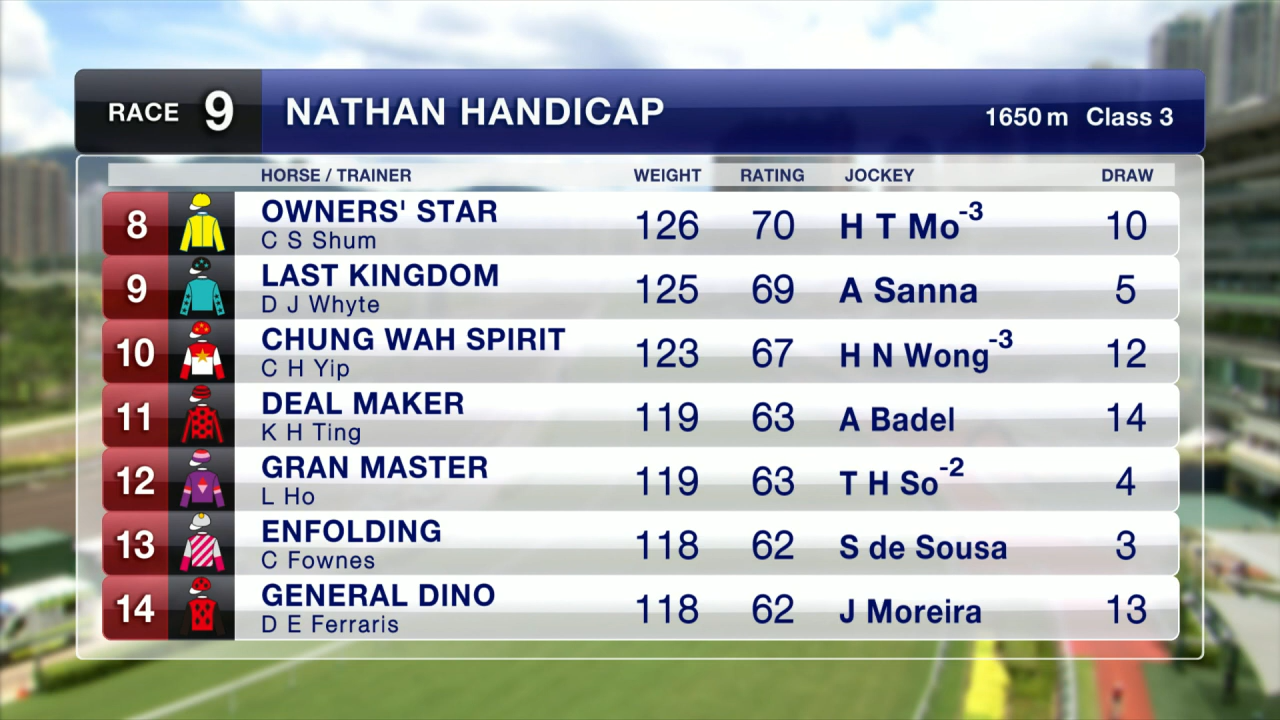 RACE 9 NATHAN HANDICAP 1650 m Class 3
HORSE / TRAINER WEIGHT RATING JOCKEY DRAW
8 OWNERS' STAR 126 70 H T Mo-3 10
C S Shum
9 LAST KINGDOM 125 69 A Sanna 5
D J Whyte
10 CHUNG WAH SPIRIT 123 67 H N Wong-3 12
C H Yip
11 DEAL MAKER 119 63 A Badel 14
K H Ting
12 GRAN MASTER 119 63 T H So-2 4
L Ho
13 ENFOLDING 118 62 S de Sousa 3
C Fownes
14 GENERAL DINO 118 62 J Moreira 13
D E Ferraris